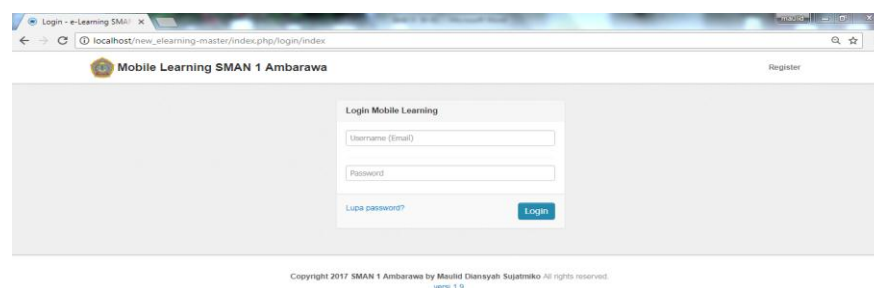 Login - e-Learning SMAN
maulid
localhost/new_elearning-master/index.php/login/index
Mobile Learning SMAN 1 Ambarawa
Register
Login Mobile Learning
Username (Email)
Password
Lupa password?
Login
Copyright 2017 SMAN 1 Ambarawa by Maulid Diansyah Sujatmiko All rights reserved.
versi 1.9